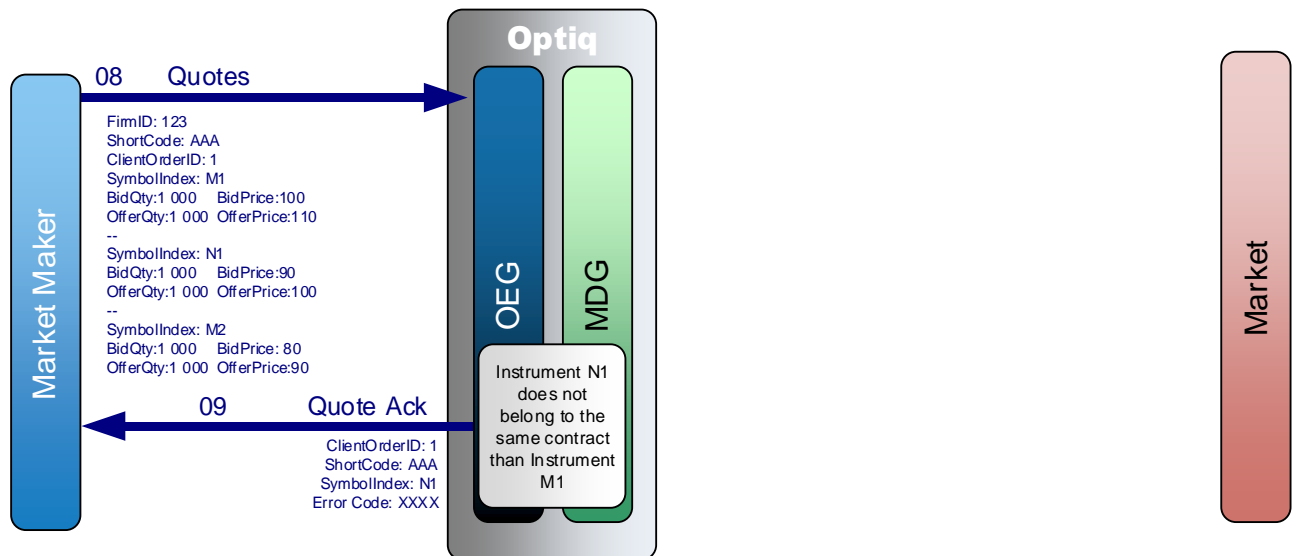 Optiq
08 Quotes
FirmID: 123
ShortCode: AAA
ClientOrderID: 1
SymbolIndex: M1
BidQty:1 000 BidPrice:100
OfferQty:1 000 OfferPrice:110
--
SymbolIndex: N1
BidQty:1 000 BidPrice:90
OfferQty:1 000 OfferPrice:100
--
SymbolIndex: M2
BidQty:1 000 BidPrice: 80
OfferQty:1 000 OfferPrice:90
Market Maker
OEG
MDG
Market
Instrument N1
does not
belong to the
same contract
than Instrument
M1
09 Quote Ack
ClientOrderID: 1
ShortCode: AAA
SymbolIndex: N1
Error Code: XXXX